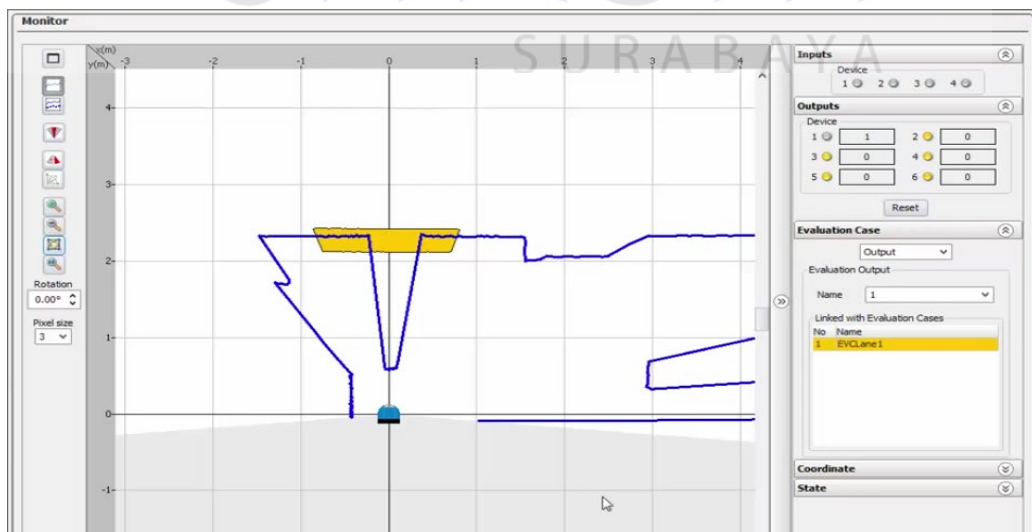 SURABAYA
Monitor
x(m)
y(m)
-3 -2 -1 0 1 2 3 4
4
3
2
1
0
-1
Rotation
0.00°
Pixel size
3
Inputs
Device
1 2 3 4
Outputs
Device
1 1 2 0
3 0 4 0
5 0 6 0
Reset
Evaluation Case
Output
Evaluation Output
Name 1
Linked with Evaluation Cases
No Name
1 EVCLane1
Coordinate
State